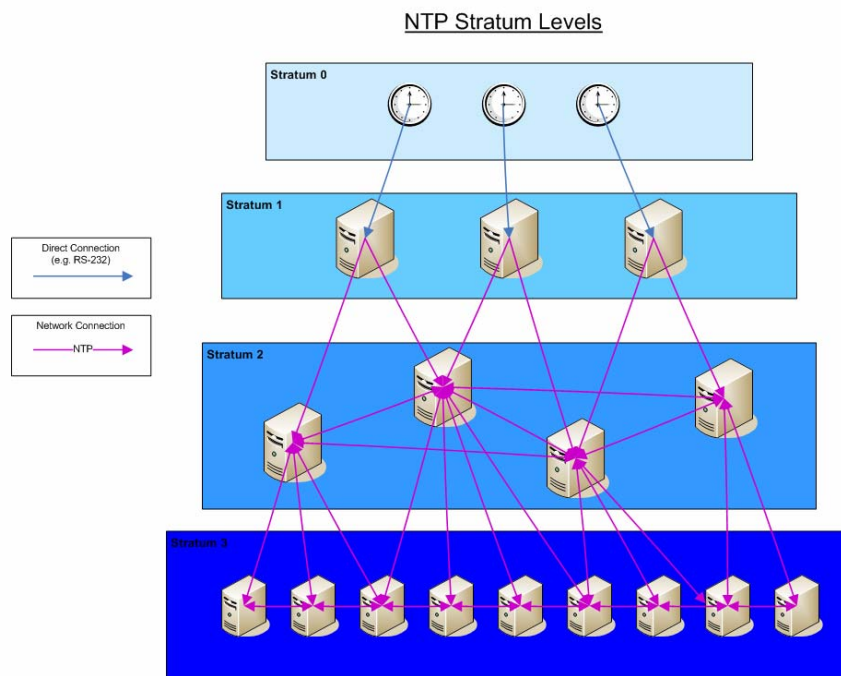 NTP Stratum Levels
Stratum 0
Stratum 1
Direct Connection
(e.g. RS-232)
Network Connection
NTP
Stratum 2
Stratum 3